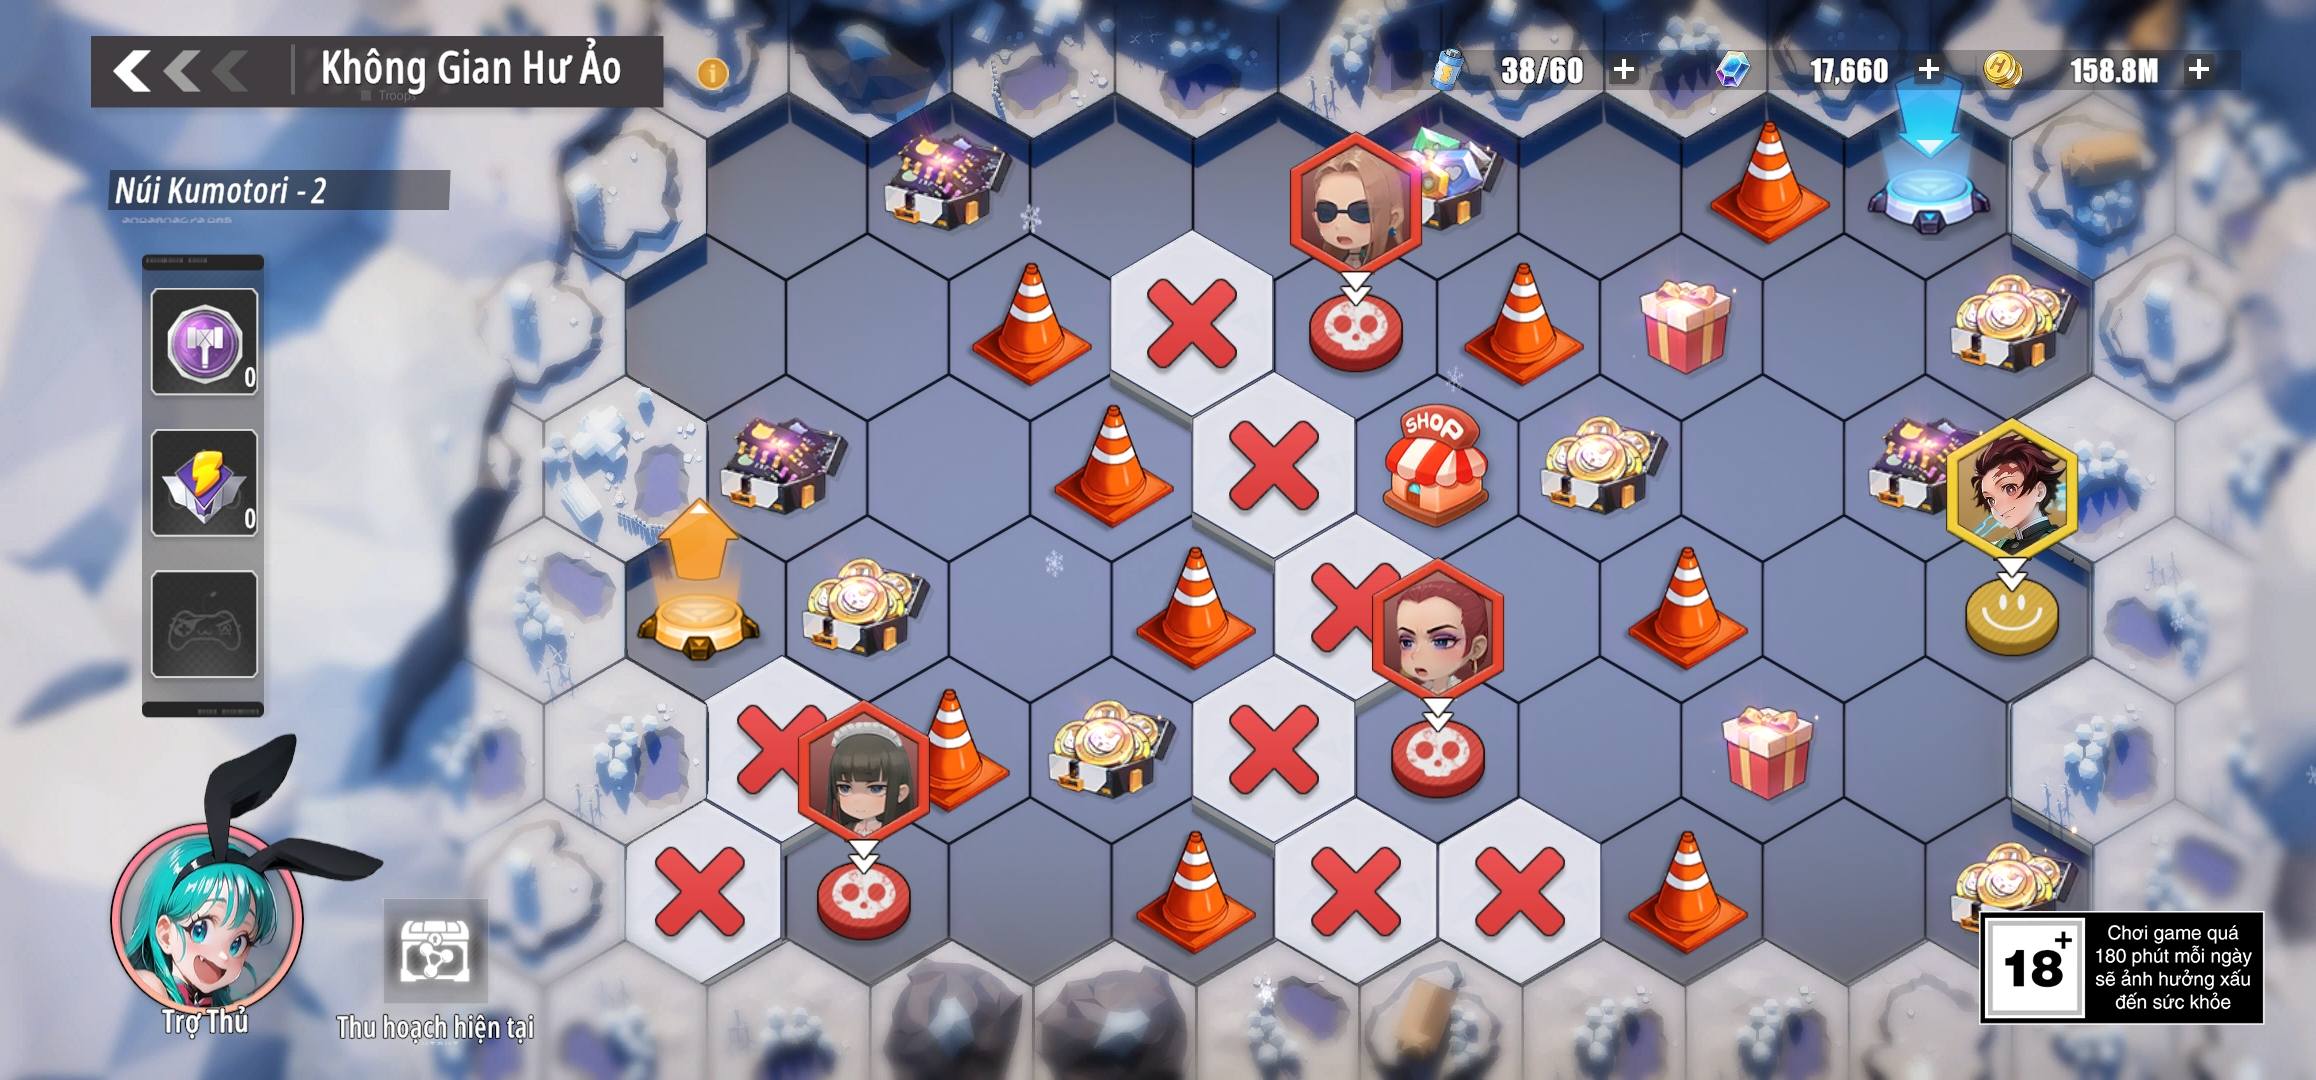 Không Gian Hư Ảo
i
38/60
17,660
158.8M
Troops
Núi Kumotori - 2
0
0
SHOP
Trợ Thủ
Thu hoạch hiện tại
18+
Chơi game quá
180 phút mỗi ngày
sẽ ảnh hưởng xấu
đến sức khỏe